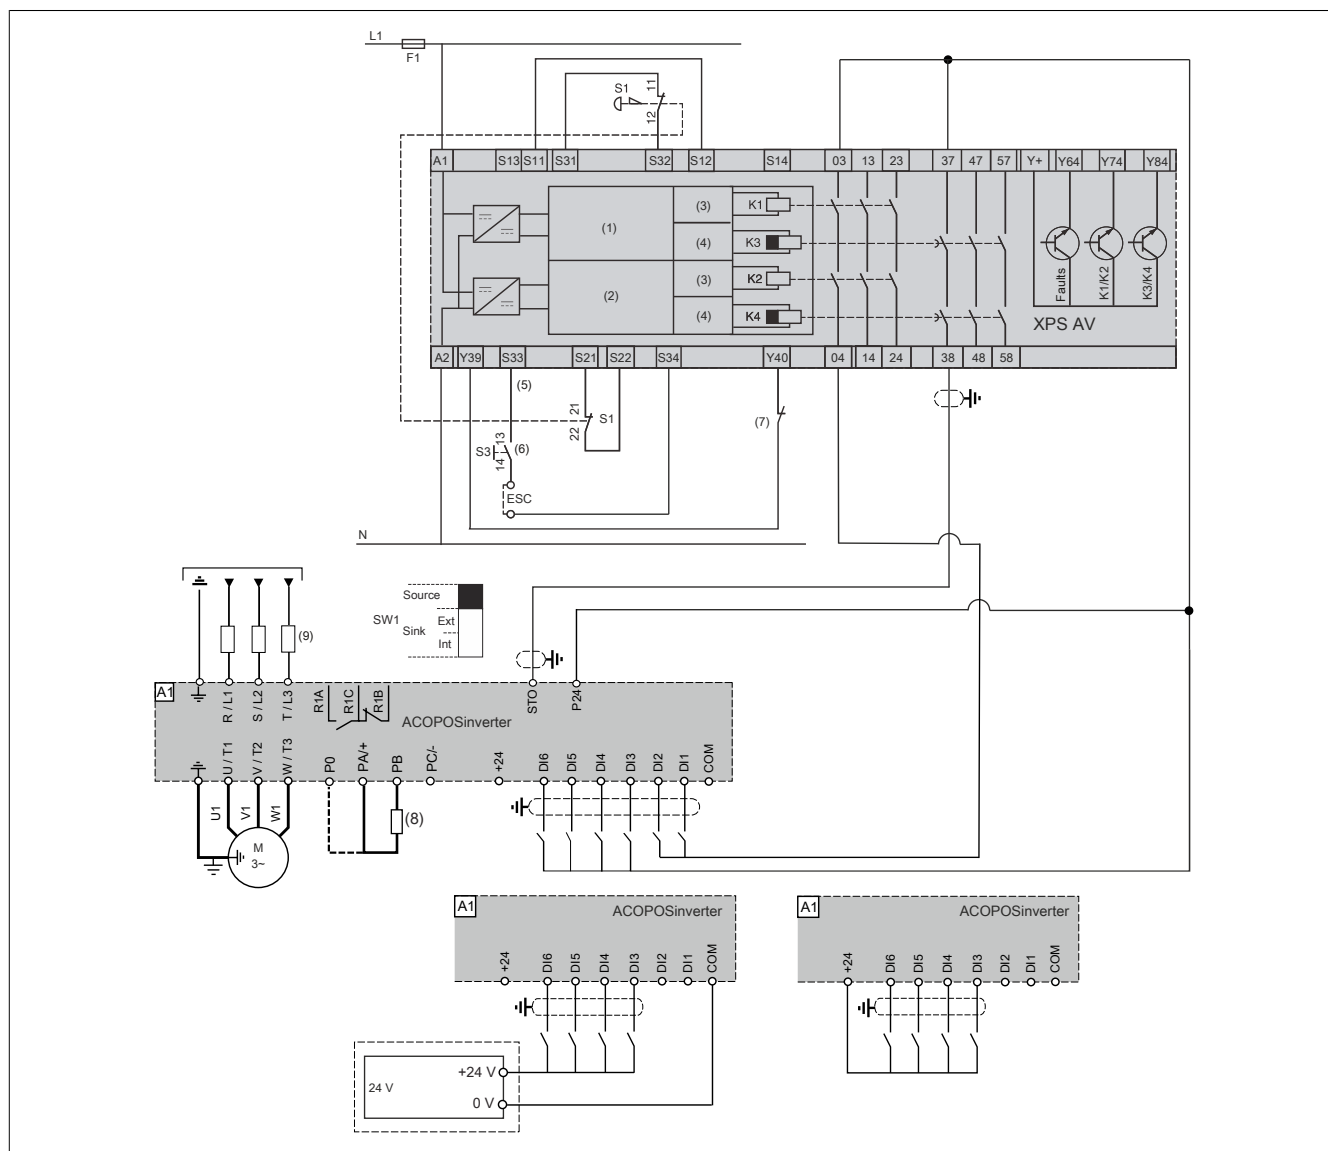 L1
F1
S1
11
12
A1 S13 S11 S31 S32 S12 S14 03 13 23 37 47 57 Y+ Y64 Y74 Y84
(1)
(2)
(3)
(4)
(3)
(4)
K1
K3
K2
K4
Faults
K1/K2
K3/K4
XPS AV
A2 Y39 S33 S21 S22 S34 Y40 04 14 24 38 48 58
(5)
21
22
S1
(7)
S3
13
14
(6)
ESC
N
Source
SW1
Sink
Ext
Int
(9)
A1
R / L1
S / L2
T / L3
R1A
R1C
R1B
STO
P24
ACOPOSinverter
U / T1
V / T2
W / T3
P0
PA/+
PB
PC/-
+24
DI6
DI5
DI4
DI3
DI2
DI1
COM
U1
V1
W1
M
3~
(8)
A1
ACOPOSinverter
+24
DI6
DI5
DI4
DI3
DI2
DI1
COM
24 V
+24 V
0 V
A1
ACOPOSinverter
+24
DI6
DI5
DI4
DI3
DI2
DI1
COM